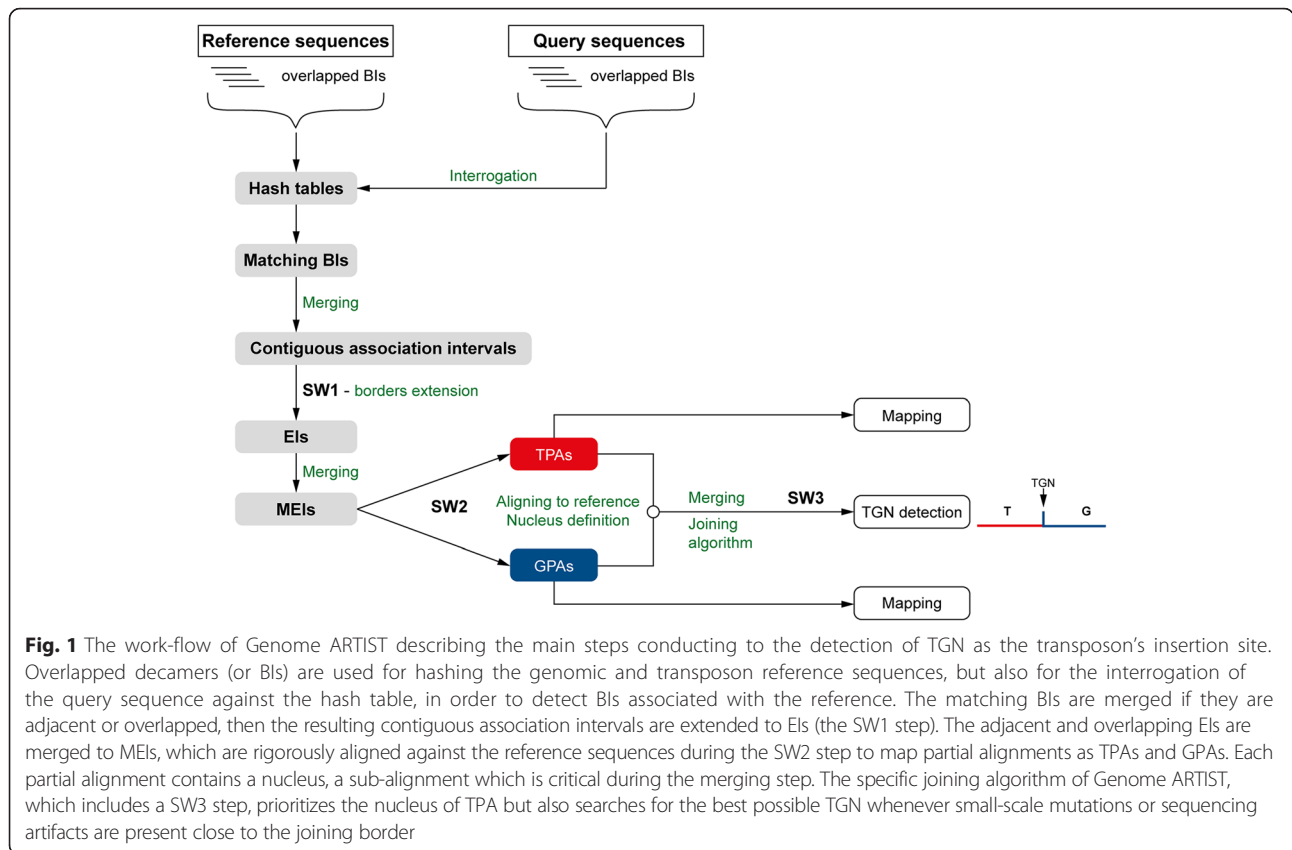 Reference sequences
Query sequences
overlapped BIs
overlapped BIs
Interrogation
Hash tables
Matching BIs
Merging
Contiguous association intervals
SW1 - borders extension
EIs
Merging
MEIs
SW2
TPAs
Aligning to reference
Nucleus definition
GPAs
Merging
SW3
Joining
algorithm
Mapping
TGN detection
Mapping
TGN
T
G
Fig. 1 The work-flow of Genome ARTIST describing the main steps conducting to the detection of TGN as the transposon's insertion site.
Overlapped decamers (or BIs) are used for hashing the genomic and transposon reference sequences, but also for the interrogation of
the query sequence against the hash table, in order to detect BIs associated with the reference. The matching BIs are merged if they are
adjacent or overlapped, then the resulting contiguous association intervals are extended to EIs (the SW1 step). The adjacent and overlapping EIs are
merged to MEIs, which are rigorously aligned against the reference sequences during the SW2 step to map partial alignments as TPAs and GPAs. Each
partial alignment contains a nucleus, a sub-alignment which is critical during the merging step. The specific joining algorithm of Genome ARTIST,
which includes a SW3 step, prioritizes the nucleus of TPA but also searches for the best possible TGN whenever small-scale mutations or sequencing
artifacts are present close to the joining border